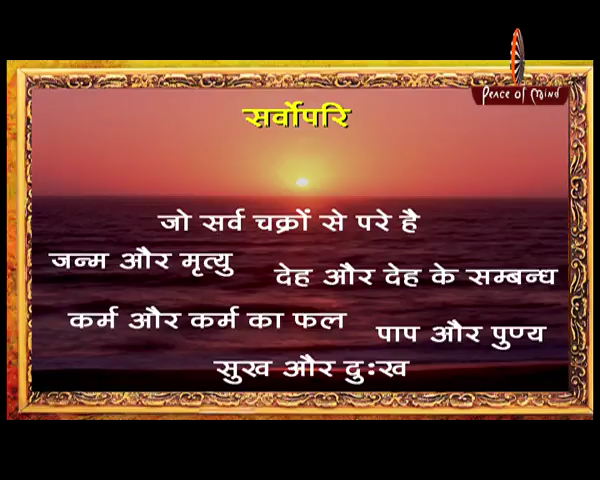 Peace of Mind
सर्वोपरि
जो सर्व चक्रों से परे है
जन्म और मृत्यु
देह और देह के सम्बन्ध
कर्म और कर्म का फल
पाप और पुण्य
सुख और दुःख